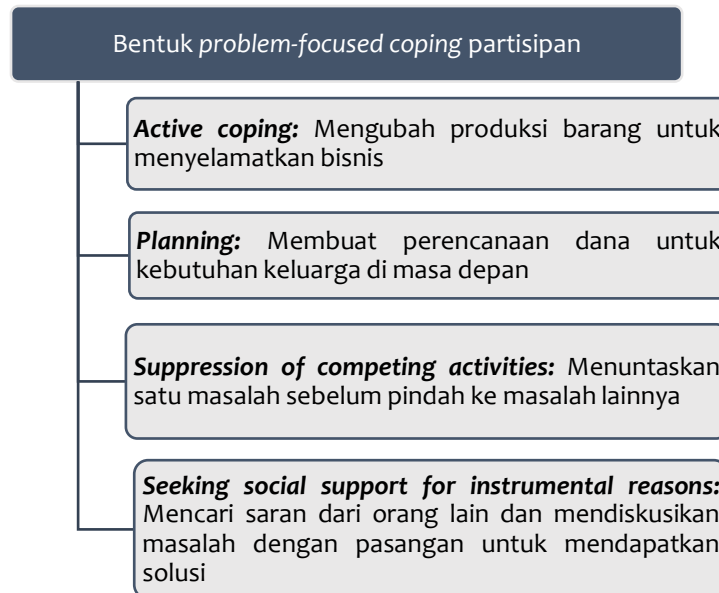 Bentuk problem-focused coping partisipan
Active coping: Mengubah produksi barang untuk
menyelamatkan bisnis
Planning: Membuat perencanaan dana untuk
kebutuhan keluarga di masa depan
Suppression of competing activities: Menuntaskan
satu masalah sebelum pindah ke masalah lainnya
Seeking social support for instrumental reasons:
Mencari saran dari orang lain dan mendiskusikan
masalah dengan pasangan untuk mendapatkan
solusi